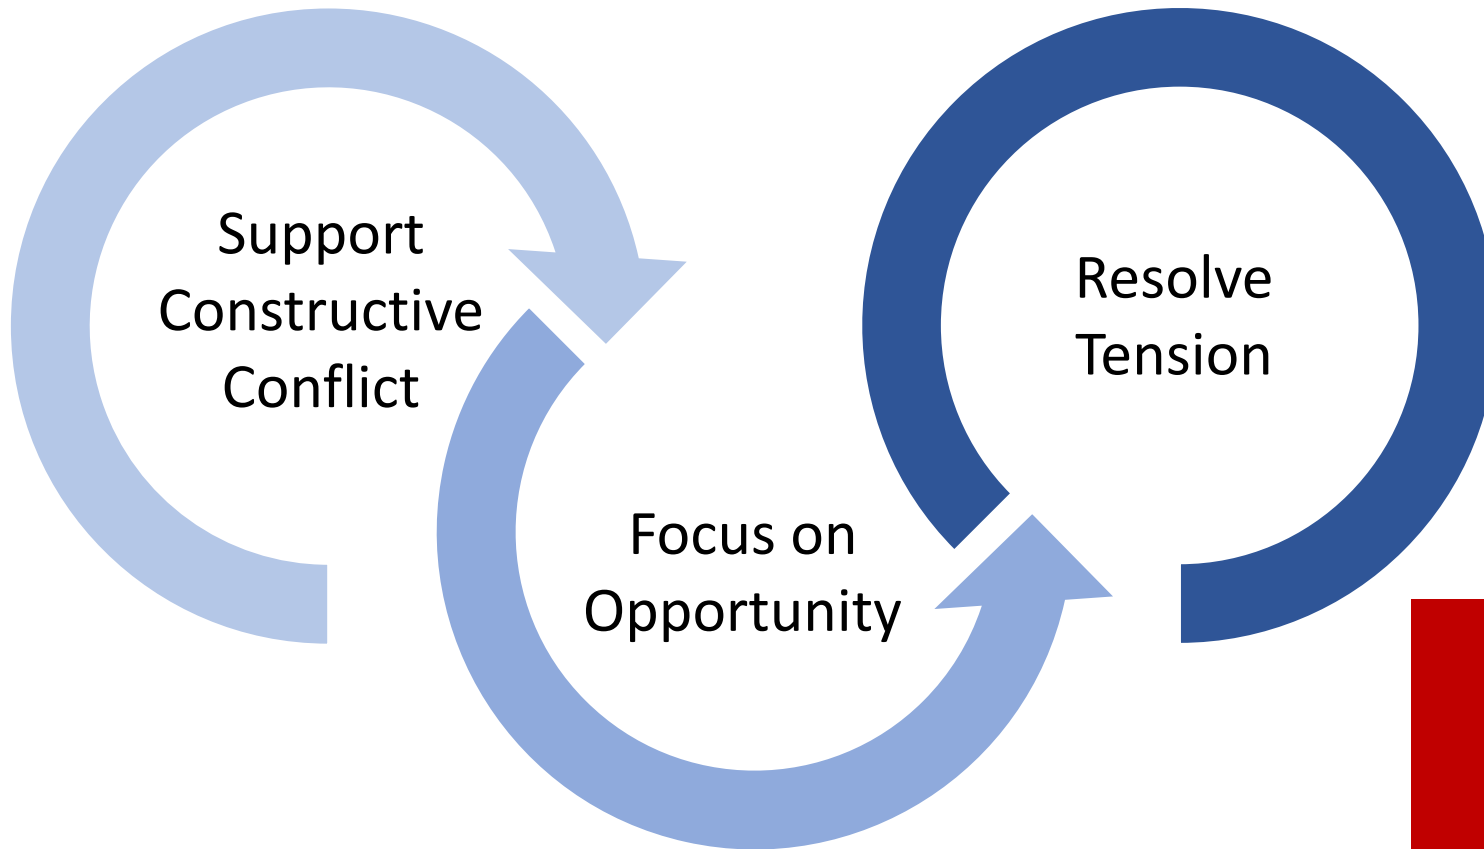 Support
Constructive
Conflict
Focus on
Opportunity
Resolve
Tension